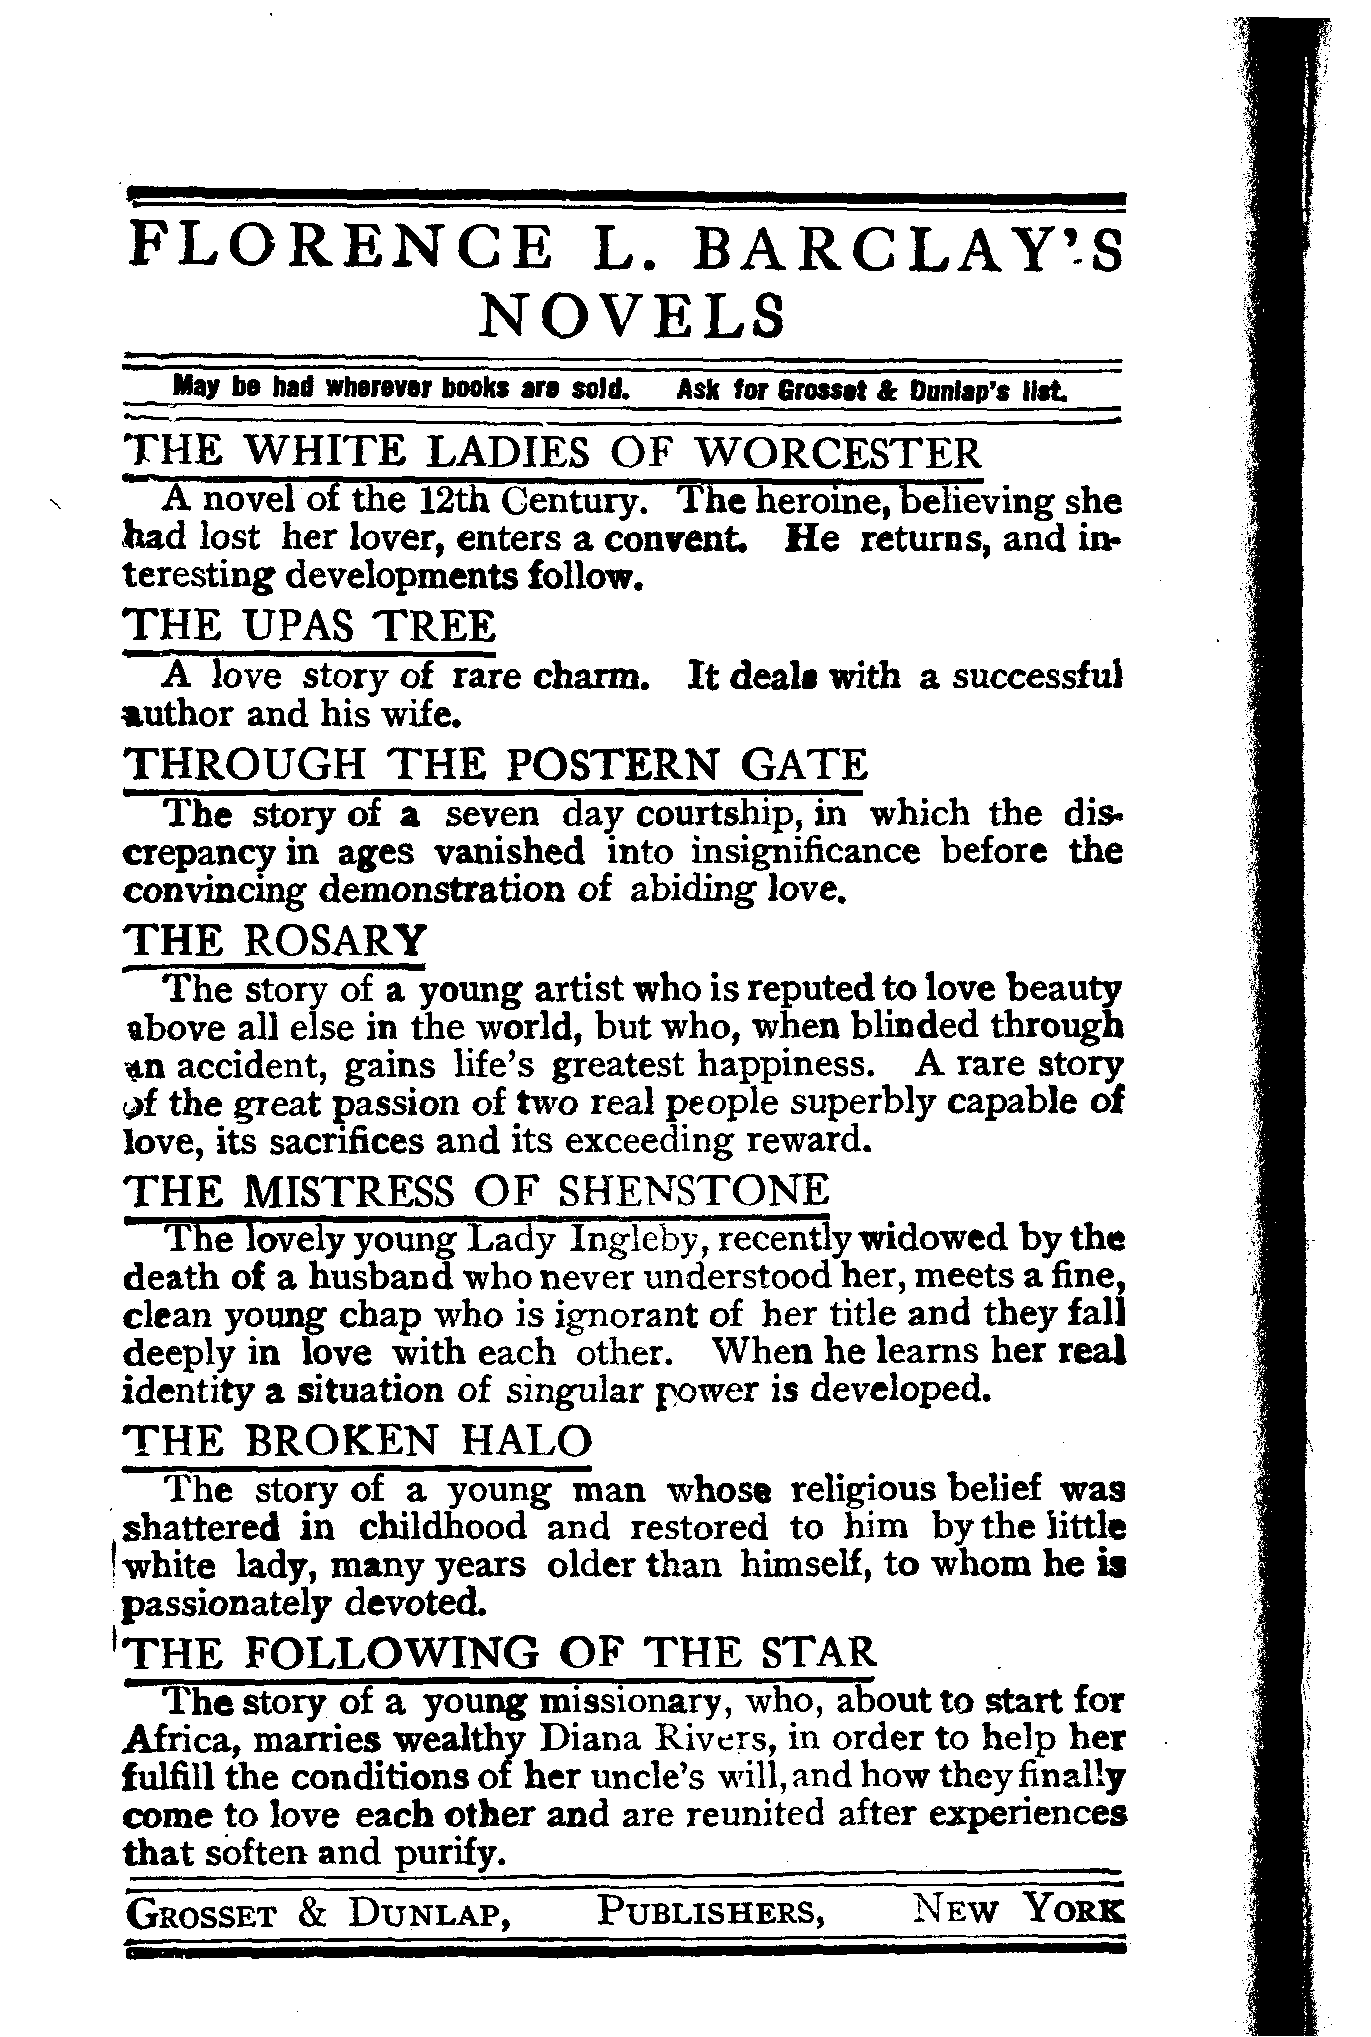 FLORENCE L. BARCLAY'S
NOVELS
May be had wherever books are sold. Ask for Grosset & Dunlap's list.
THE WHITE LADIES OF WORCESTER
A novel of the 12th Century. The heroine, believing she
had lost her lover, enters a convent. He returns, and in-
teresting developments follow.
THE UPAS TREE
A love story of rare charm. It deals with a successful
author and his wife.
THROUGH THE POSTERN GATE
The story of a seven day courtship, in which the dis-
crepancy in ages vanished into insignificance before the
convincing demonstration of abiding love.
THE ROSARY
The story of a young artist who is reputed to love beauty
above all else in the world, but who, when blinded through
an accident, gains life's greatest happiness. A rare story
of the great passion of two real people superbly capable of
love, its sacrifices and its exceeding reward.
THE MISTRESS OF SHENSTONE
The lovely young Lady Ingleby, recently widowed by the
death of a husband who never understood her, meets a fine,
clean young chap who is ignorant of her title and they fall
deeply in love with each other. When he learns her real
identity a situation of singular power is developed.
THE BROKEN HALO
The story of a young man whose religious belief was
shattered in childhood and restored to him by the little
white lady, many years older than himself, to whom he is
passionately devoted.
THE FOLLOWING OF THE STAR
The story of a young missionary, who, about to start for
Africa, marries wealthy Diana Rivers, in order to help her
fulfill the conditions of her uncle's will, and how they finally
come to love each other and are reunited after experiences
that soften and purify.
GROSSET & DUNLAP, PUBLISHERS, NEW YORK